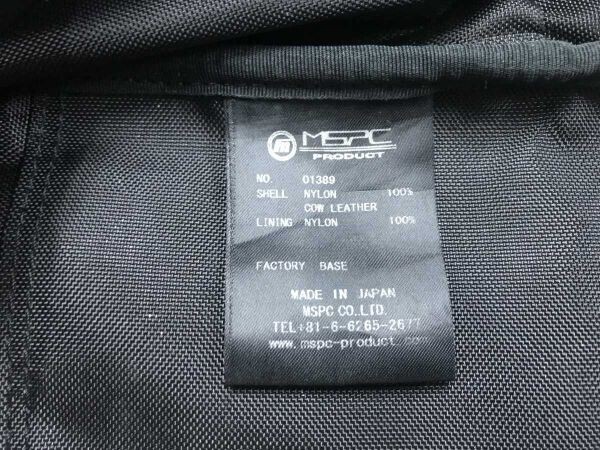 m MSPC
PRODUCT
NO. 01389
SHELL NYLON 100%
COW LEATHER
LINING NYLON 100%
FACTORY BASE
MADE IN JAPAN
MSPC CO.LTD.
TEL+81-6-6265-2677
www.mspc-product.com